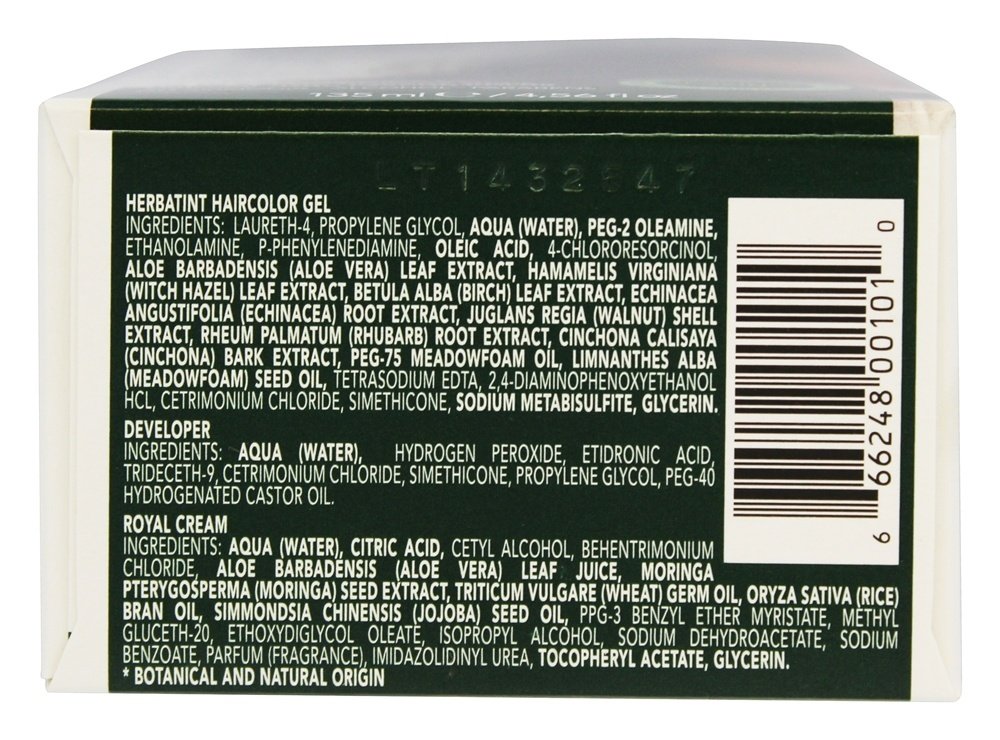 135 ml e / 4,56 fl oz
LT1432647
HERBATINT HAIRCOLOR GEL
INGREDIENTS: LAURETH-4, PROPYLENE GLYCOL, AQUA (WATER), PEG-2 OLEAMINE,
ETHANOLAMINE, P-PHENYLENEDIAMINE, OLEIC ACID, 4-CHLORORESORCINOL,
ALOE BARBADENSIS (ALOE VERA) LEAF EXTRACT, HAMAMELIS VIRGINIANA
(WITCH HAZEL) LEAF EXTRACT, BETULA ALBA (BIRCH) LEAF EXTRACT, ECHINACEA
ANGUSTIFOLIA (ECHINACEA) ROOT EXTRACT, JUGLANS REGIA (WALNUT) SHELL
EXTRACT, RHEUM PALMATUM (RHUBARB) ROOT EXTRACT, CINCHONA CALISAYA
(CINCHONA) BARK EXTRACT, PEG-75 MEADOWFOAM OIL, LIMNANTHES ALBA
(MEADOWFOAM) SEED OIL, TETRASODIUM EDTA, 2,4-DIAMINOPHENOXYETHANOL
HCL, CETRIMONIUM CHLORIDE, SIMETHICONE, SODIUM METABISULFITE, GLYCERIN.
DEVELOPER
INGREDIENTS: AQUA (WATER), HYDROGEN PEROXIDE, ETIDRONIC ACID,
TRIDECETH-9, CETRIMONIUM CHLORIDE, SIMETHICONE, PROPYLENE GLYCOL, PEG-40
HYDROGENATED CASTOR OIL.
ROYAL CREAM
INGREDIENTS: AQUA (WATER), CITRIC ACID, CETYL ALCOHOL, BEHENTRIMONIUM
CHLORIDE, ALOE BARBADENSIS (ALOE VERA) LEAF JUICE, MORINGA
PTERYGOSPERMA (MORINGA) SEED EXTRACT, TRITICUM VULGARE (WHEAT) GERM OIL, ORYZA SATIVA (RICE)
BRAN OIL, SIMMONDSIA CHINENSIS (JOJOBA) SEED OIL, PPG-3 BENZYL ETHER MYRISTATE, METHYL
GLUCETH-20, ETHOXYDIGLYCOL OLEATE, ISOPROPYL ALCOHOL, SODIUM DEHYDROACETATE, SODIUM
BENZOATE, PARFUM (FRAGRANCE), IMIDAZOLIDINYL UREA, TOCOPHERYL ACETATE, GLYCERIN.
* BOTANICAL AND NATURAL ORIGIN
6 66248 00101 0